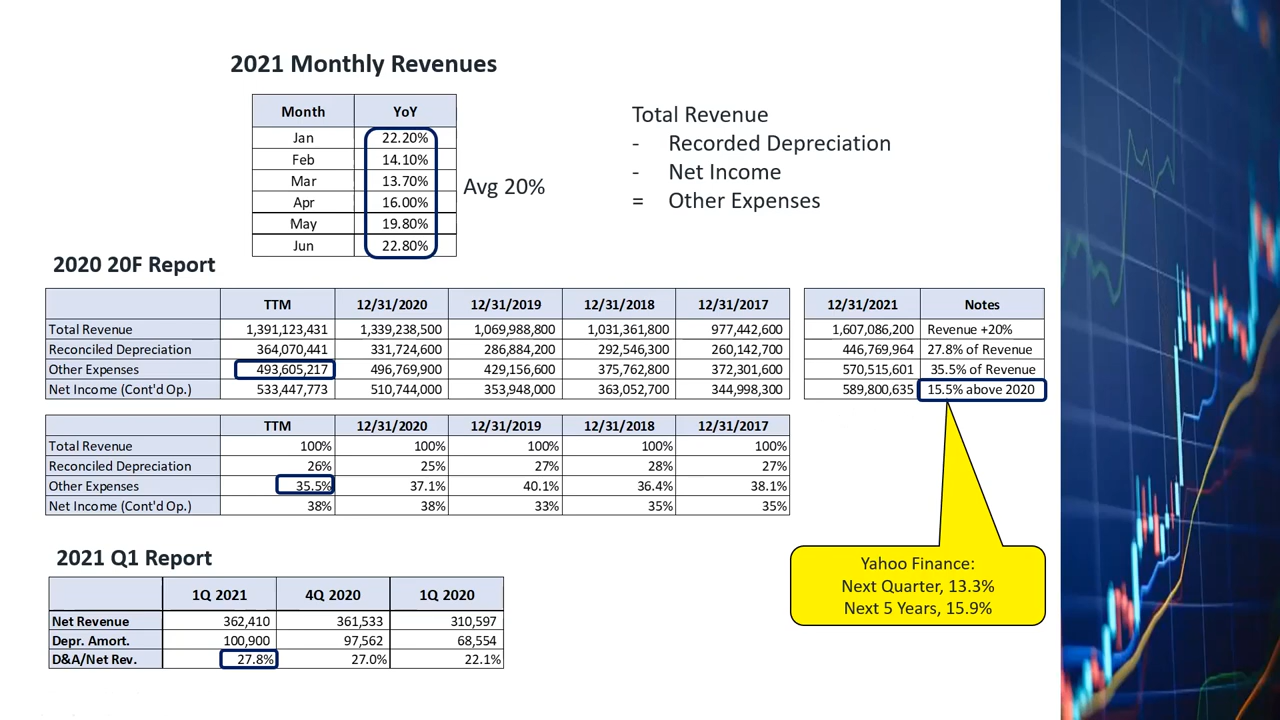 2021 Monthly Revenues
Month YoY
Jan 22.20%
Feb 14.10%
Mar 13.70%
Apr 16.00%
May 19.80%
Jun 22.80%
Avg 20%
Total Revenue
- Recorded Depreciation
- Net Income
= Other Expenses
2020 20F Report
TTM 12/31/2020 12/31/2019 12/31/2018 12/31/2017
Total Revenue 1,391,123,431 1,339,238,500 1,069,988,800 1,031,361,800 977,442,600
Reconciled Depreciation 364,070,441 331,724,600 286,884,200 292,546,300 260,142,700
Other Expenses 493,605,217 496,769,900 429,156,600 375,762,800 372,301,600
Net Income (Cont'd Op.) 533,447,773 510,744,000 353,948,000 363,052,700 344,998,300
12/31/2021 Notes
1,607,086,200 Revenue +20%
446,769,964 27.8% of Revenue
570,515,601 35.5% of Revenue
589,800,635 15.5% above 2020
TTM 12/31/2020 12/31/2019 12/31/2018 12/31/2017
Total Revenue 100% 100% 100% 100% 100%
Reconciled Depreciation 26% 25% 27% 28% 27%
Other Expenses 35.5% 37.1% 40.1% 36.4% 38.1%
Net Income (Cont'd Op.) 38% 38% 33% 35% 35%
Yahoo Finance:
Next Quarter, 13.3%
Next 5 Years, 15.9%
2021 Q1 Report
1Q 2021 4Q 2020 1Q 2020
Net Revenue 362,410 361,533 310,597
Depr. Amort. 100,900 97,562 68,554
D&A/Net Rev. 27.8% 27.0% 22.1%